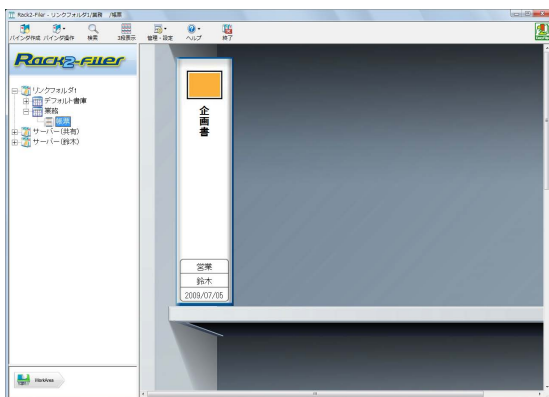 Rack2-Filer - リンクフォルダ1/業務 /帳票
バインダ作成 バインダ操作 検索 3段表示 管理・設定 ヘルプ 終了
Rack2-Filer
リンクフォルダ1
デフォルト書庫
業務
帳票
サーバー(共有)
サーバー(鈴木)
企画書
営業
鈴木
2009/07/05
WorkArea